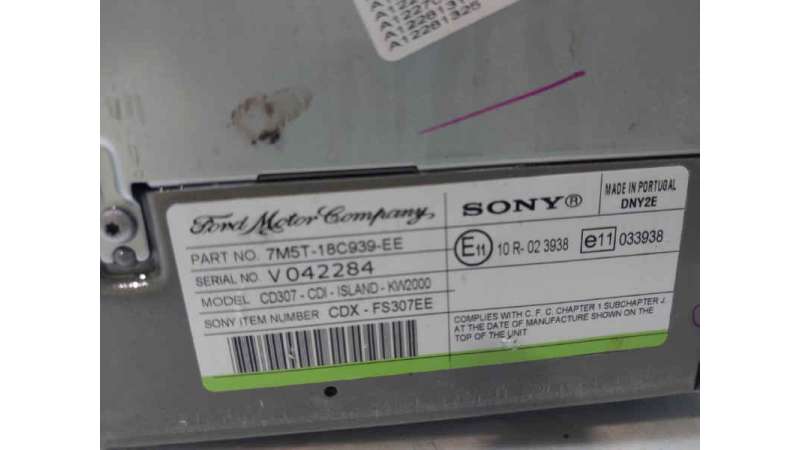 A12281325
Ford Motor Company
PART NO. 7M5T-18C939-EE
SERIAL NO. V 042284
MODEL CD307 - CDI - ISLAND - KW2000
SONY ITEM NUMBER CDX - FS307EE
SONY®
MADE IN PORTUGAL
DNY2E
E11 10 R- 02 3938 e11 033938
COMPLIES WITH C. F. C. CHAPTER 1 SUBCHAPTER J.
AT THE DATE OF MANUFACTURE SHOWN ON THE
TOP OF THE UNIT